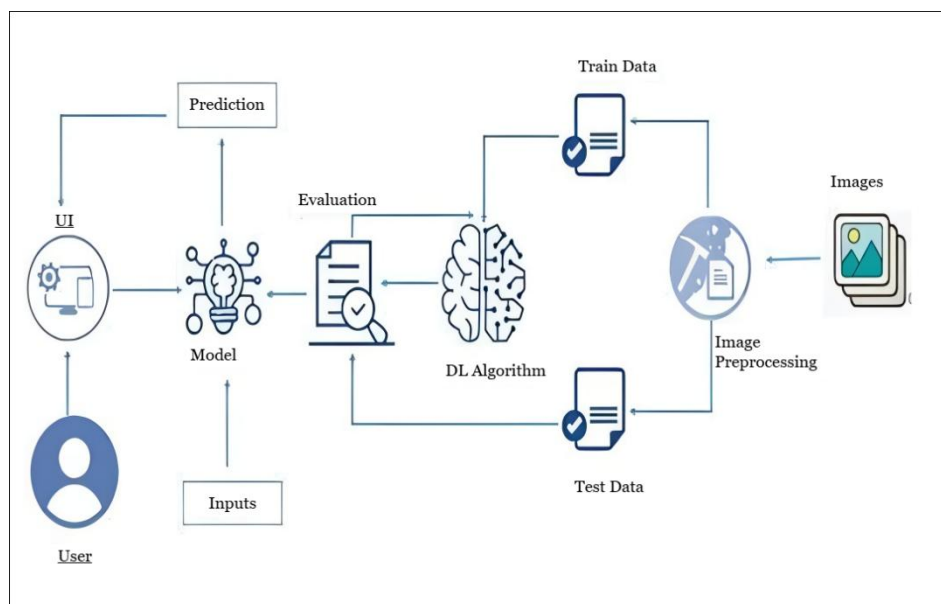 Train Data
Prediction
Images
Evaluation
UI
Image
Preprocessing
Model
DL Algorithm
Test Data
Inputs
User